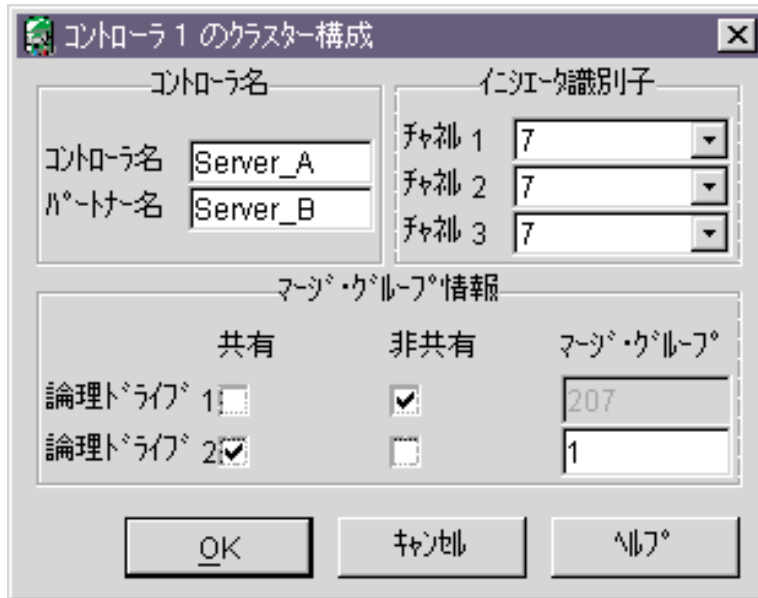 コントローラ 1 のクラスター構成
コントローラ名
コントローラ名 Server_A
パートナー名 Server_B
イニシエータ識別子
チャネル 1 7
チャネル 2 7
チャネル 3 7
マージ・グループ情報
共有 非共有 マージ・グループ
論理ドライブ 1 207
論理ドライブ 2 1
OK キャンセル ヘルプ